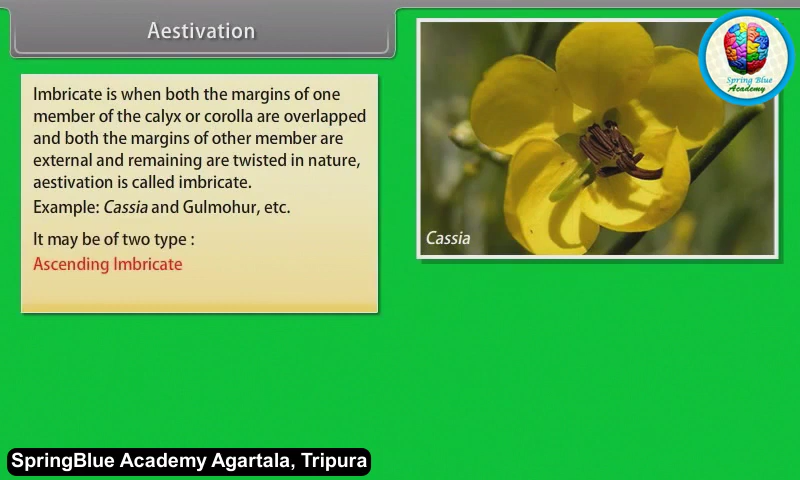 Aestivation
Imbricate is when both the margins of one
member of the calyx or corolla are overlapped
and both the margins of other member are
external and remaining are twisted in nature,
aestivation is called imbricate.
Example: Cassia and Gulmohur, etc.
It may be of two type :
Ascending Imbricate
Cassia
Spring Blue
Academy
SpringBlue Academy Agartala, Tripura